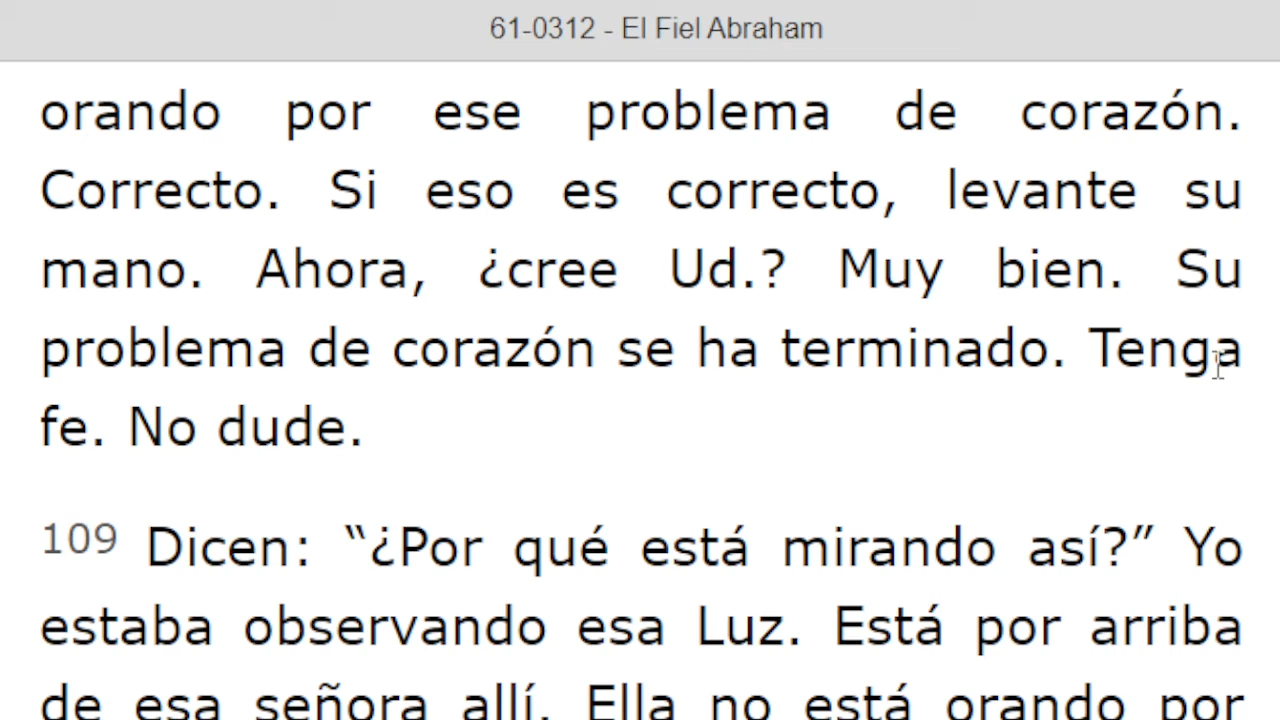 61-0312 - El Fiel Abraham
orando por ese problema de corazón.
Correcto. Si eso es correcto, levante su
mano. Ahora, ¿cree Ud.? Muy bien. Su
problema de corazón se ha terminado. Tenga
fe. No dude.
109 Dicen: “¿Por qué está mirando así?” Yo
estaba observando esa Luz. Está por arriba
de esa señora allí. Ella no está orando por